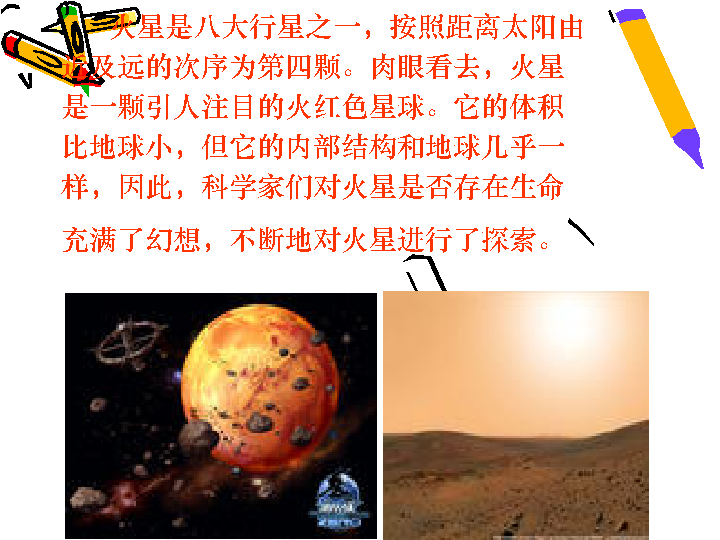 火星是八大行星之一，按照距离太阳由
近及远的次序为第四颗。肉眼看去，火星
是一颗引人注目的火红色星球。它的体积
比地球小，但它的内部结构和地球几乎一
样，因此，科学家们对火星是否存在生命
充满了幻想，不断地对火星进行了探索。